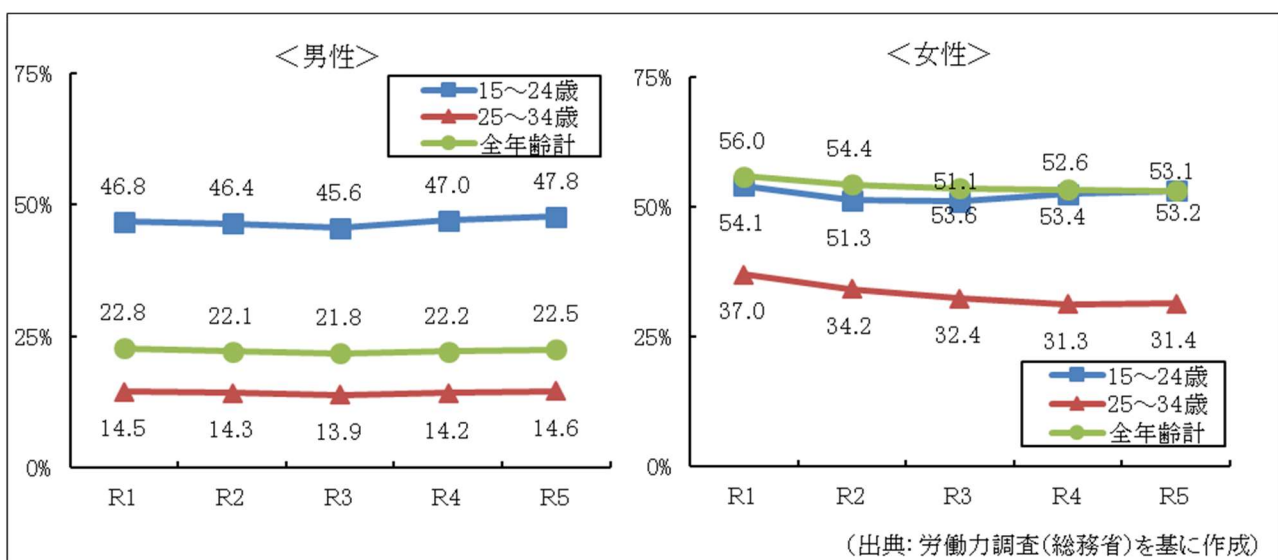 <男性>
75%
50%
25%
0%
15～24歳
25～34歳
全年齢計
46.8 46.4 45.6 47.0 47.8
22.8 22.1 21.8 22.2 22.5
14.5 14.3 13.9 14.2 14.6
R1 R2 R3 R4 R5
<女性>
75%
50%
25%
0%
56.0 54.4 51.1 52.6 53.1
54.1 51.3 53.6 53.4 53.2
37.0 34.2 32.4 31.3 31.4
15～24歳
25～34歳
全年齢計
R1 R2 R3 R4 R5
(出典:労働力調査(総務省)を基に作成)